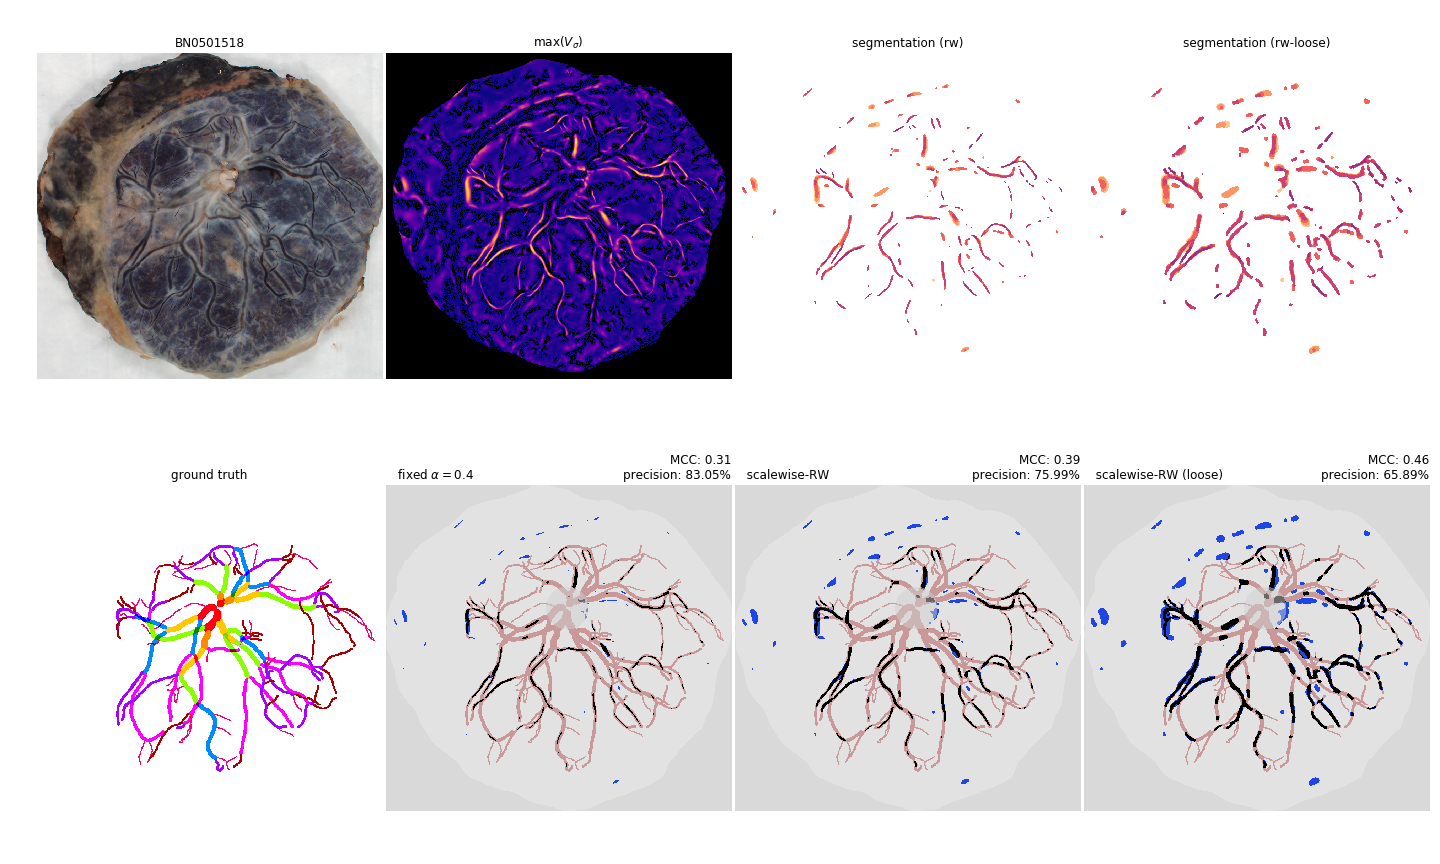 BN0501518
max(V_σ)
segmentation (rw)
segmentation (rw-loose)
ground truth
fixed α = 0.4
MCC: 0.31
precision: 83.05%
scalewise-RW
MCC: 0.39
precision: 75.99%
scalewise-RW (loose)
MCC: 0.46
precision: 65.89%